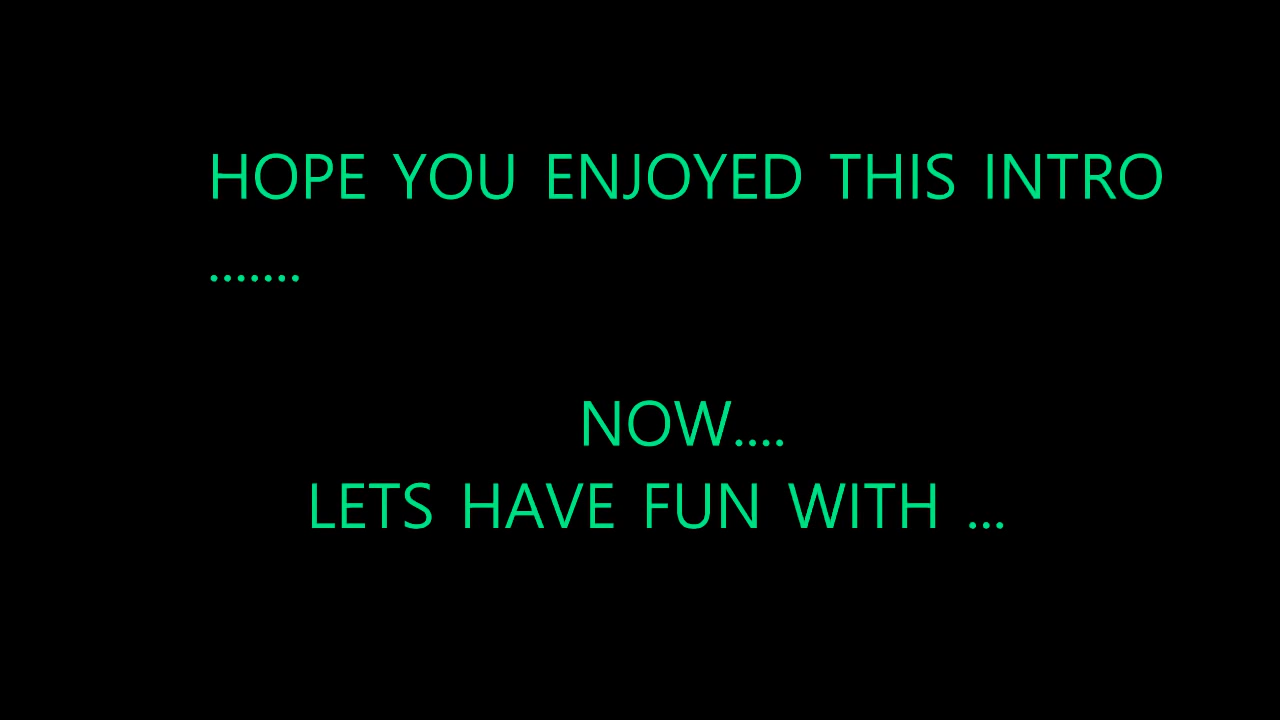 HOPE YOU ENJOYED THIS INTRO
.......
NOW....
LETS HAVE FUN WITH ...